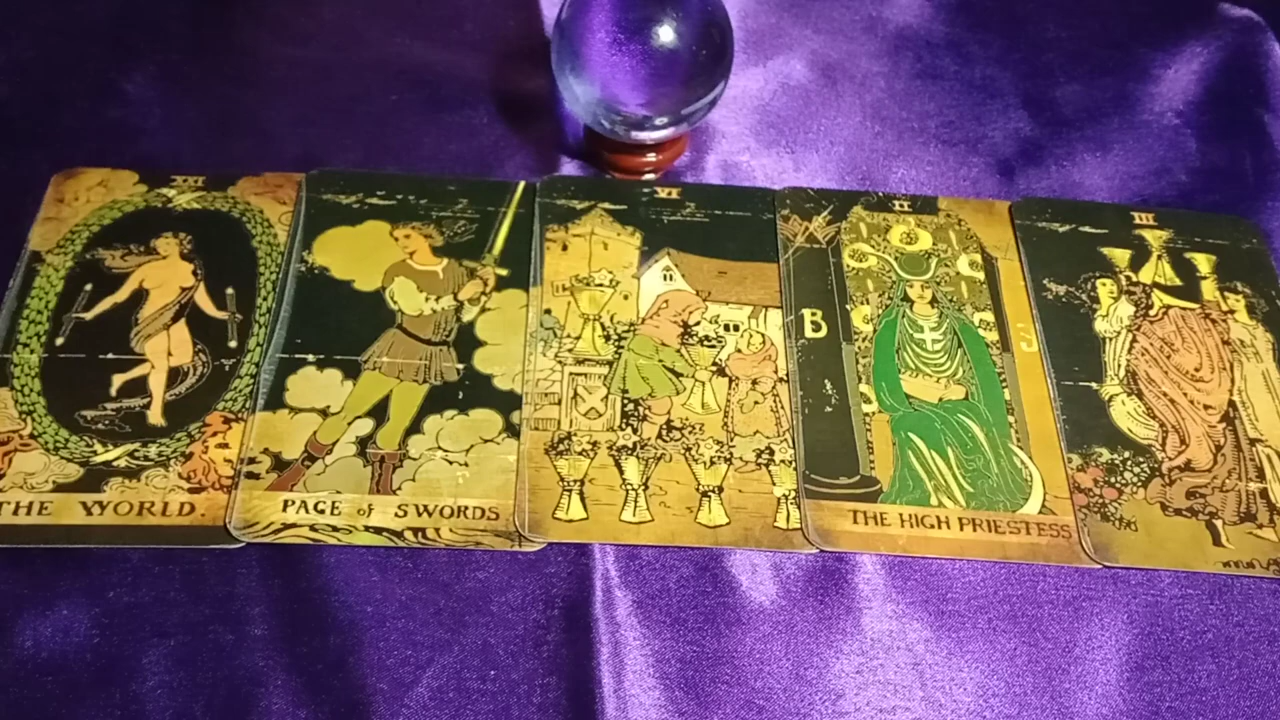 XXI
THE WORLD.
PAGE of SWORDS
VI
II
B
J
THE HIGH PRIESTESS
III